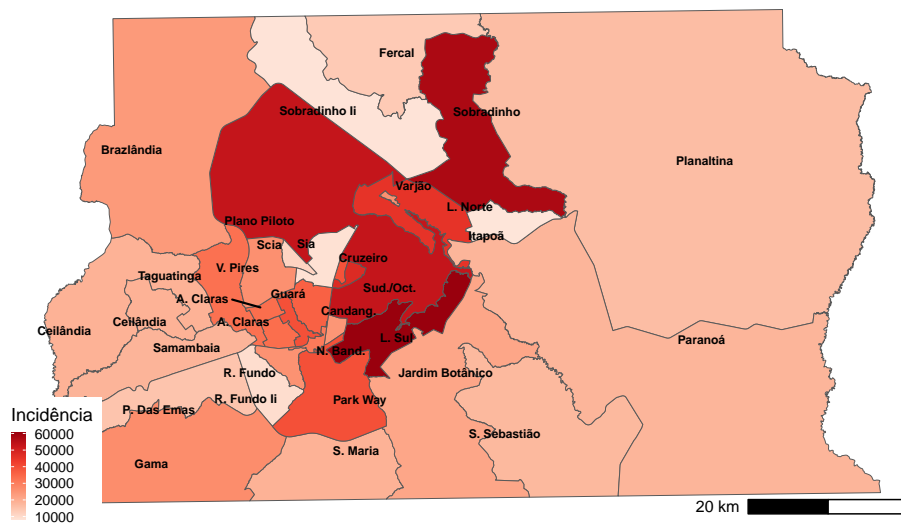 Fercal
Sobradinho Ii
Sobradinho
Brazlândia
Planaltina
Varjão
L. Norte
Plano Piloto
Itapoã
Scia
Sia
Cruzeiro
V. Pires
Taguatinga
Sud./Oct.
Guará
A. Claras
Candang.
Ceilândia
A. Claras
Ceilândia
L. Sul
Paranoá
Samambaia
N. Band.
R. Fundo
Jardim Botânico
R. Fundo Ii
Park Way
P. Das Emas
S. Sebastião
S. Maria
Gama
Incidência
60000
50000
40000
30000
20000
10000
20 km